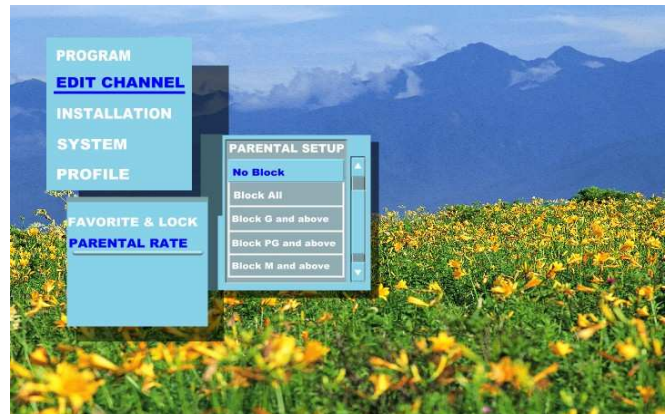 PROGRAM
EDIT CHANNEL
INSTALLATION
SYSTEM
PROFILE
FAVORITE & LOCK
PARENTAL RATE
PARENTAL SETUP
No Block
Block All
Block G and above
Block PG and above
Block M and above